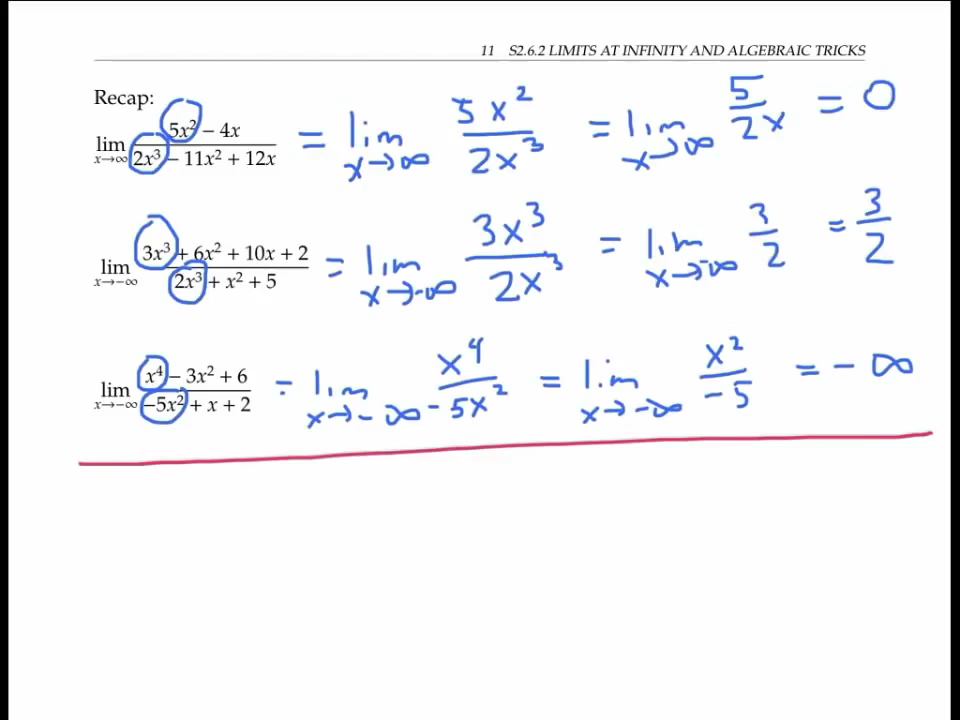 11 S2.6.2 LIMITS AT INFINITY AND ALGEBRAIC TRICKS
Recap:
lim x→∞ (5x² − 4x)/(2x³ − 11x² + 12x) = lim x→∞ 5x²/2x³ = lim x→∞ 5/2x = 0
lim x→−∞ (3x³ + 6x² + 10x + 2)/(2x³ + x² + 5) = lim x→−∞ 3x³/2x³ = lim x→−∞ 3/2 = 3/2
lim x→−∞ (x⁴ − 3x² + 6)/(−5x² + x + 2) = lim x→−∞ x⁴/−5x² = lim x→−∞ x²/−5 = −∞